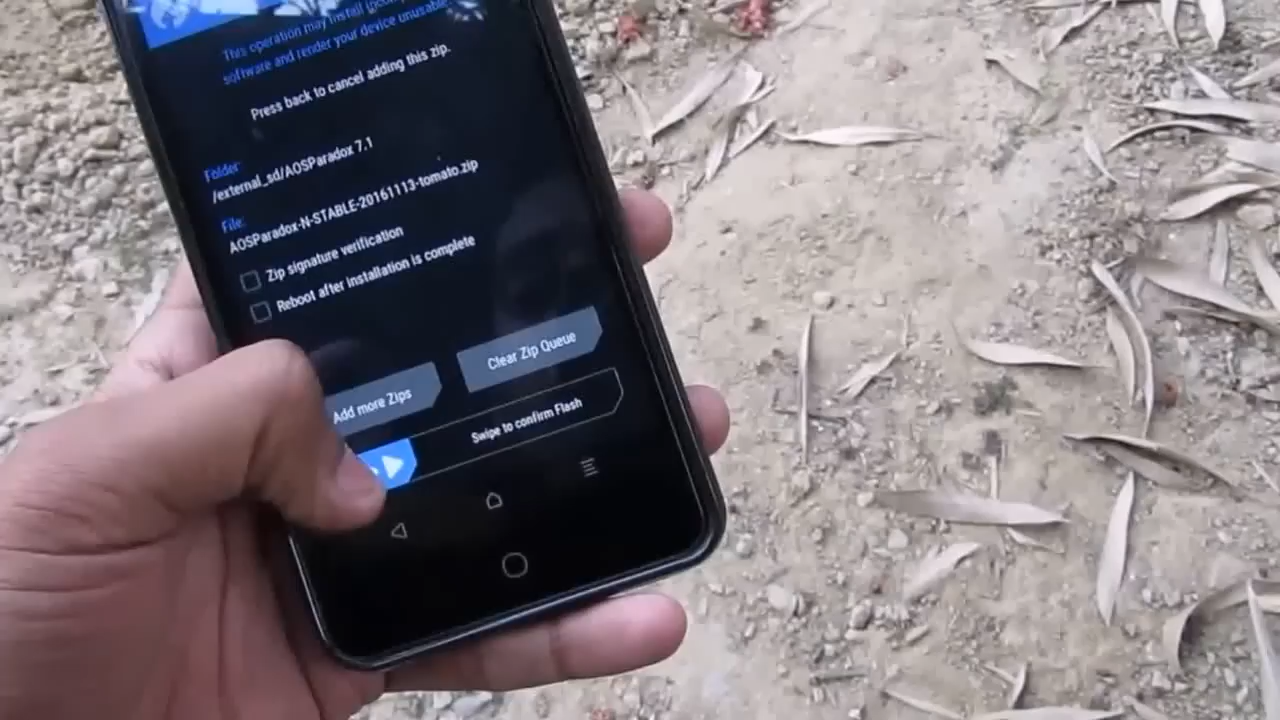 This operation may install
software and render your device unusable.
Press back to cancel adding this zip.
Folder:
/external_sd/AOSParadox 7.1
File:
AOSParadox-N-STABLE-20161113-tomato.zip
Zip signature verification
Reboot after installation is complete
Add more Zips
Clear Zip Queue
Swipe to confirm Flash